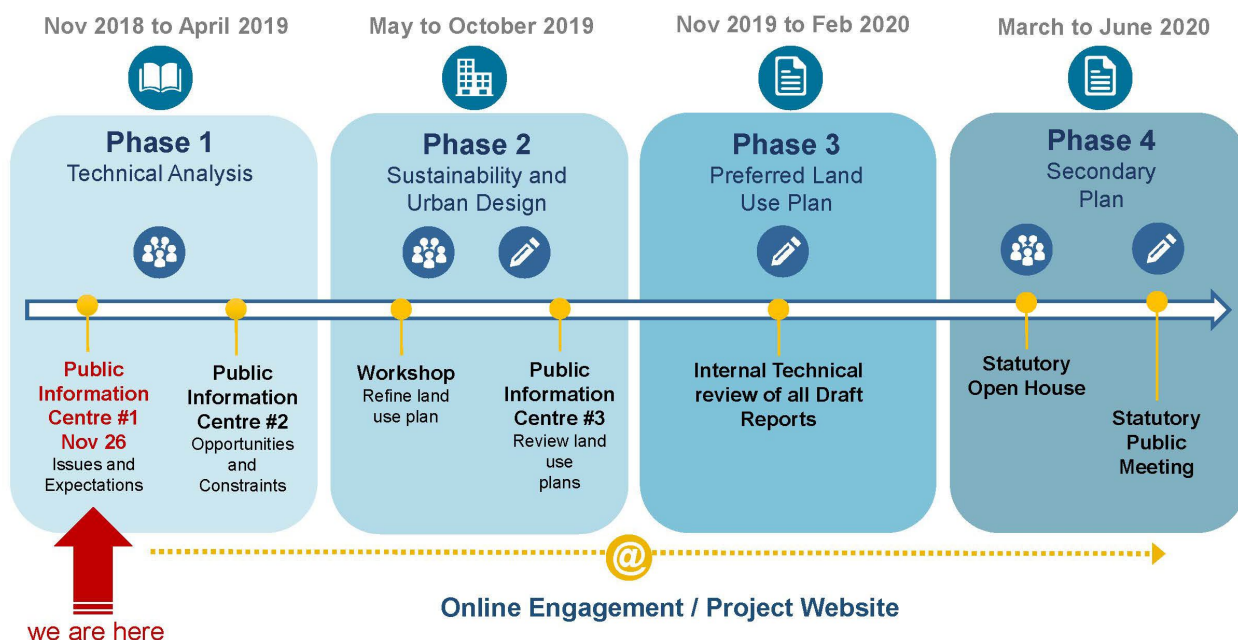 Nov 2018 to April 2019
May to October 2019
Nov 2019 to Feb 2020
March to June 2020
Phase 1
Technical Analysis
Phase 2
Sustainability and
Urban Design
Phase 3
Preferred Land
Use Plan
Phase 4
Secondary
Plan
Public
Information
Centre #1
Nov 26
Issues and
Expectations
Public
Information
Centre #2
Opportunities
and
Constraints
Workshop
Refine land
use plan
Public
Information
Centre #3
Review land
use
plans
Internal Technical
review of all Draft
Reports
Statutory
Open House
Statutory
Public
Meeting
@
Online Engagement / Project Website
we are here